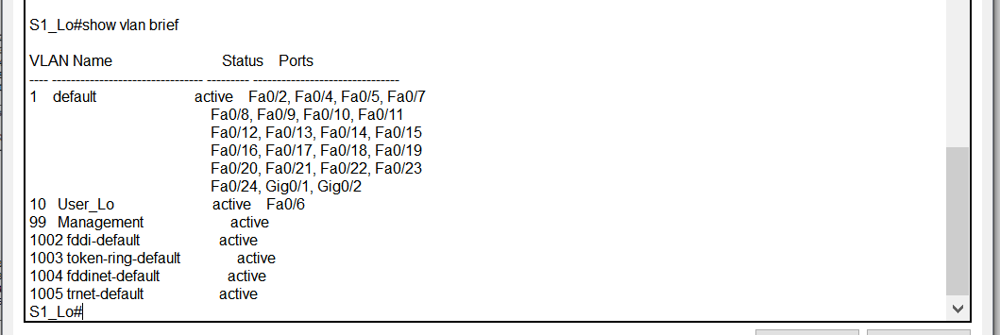 S1_Lo#show vlan brief
VLAN Name Status Ports
---- -------------------------------- --------- -------------------------------
1 default active Fa0/2, Fa0/4, Fa0/5, Fa0/7
Fa0/8, Fa0/9, Fa0/10, Fa0/11
Fa0/12, Fa0/13, Fa0/14, Fa0/15
Fa0/16, Fa0/17, Fa0/18, Fa0/19
Fa0/20, Fa0/21, Fa0/22, Fa0/23
Fa0/24, Gig0/1, Gig0/2
10 User_Lo active Fa0/6
99 Management active
1002 fddi-default active
1003 token-ring-default active
1004 fddinet-default active
1005 trnet-default active
S1_Lo#